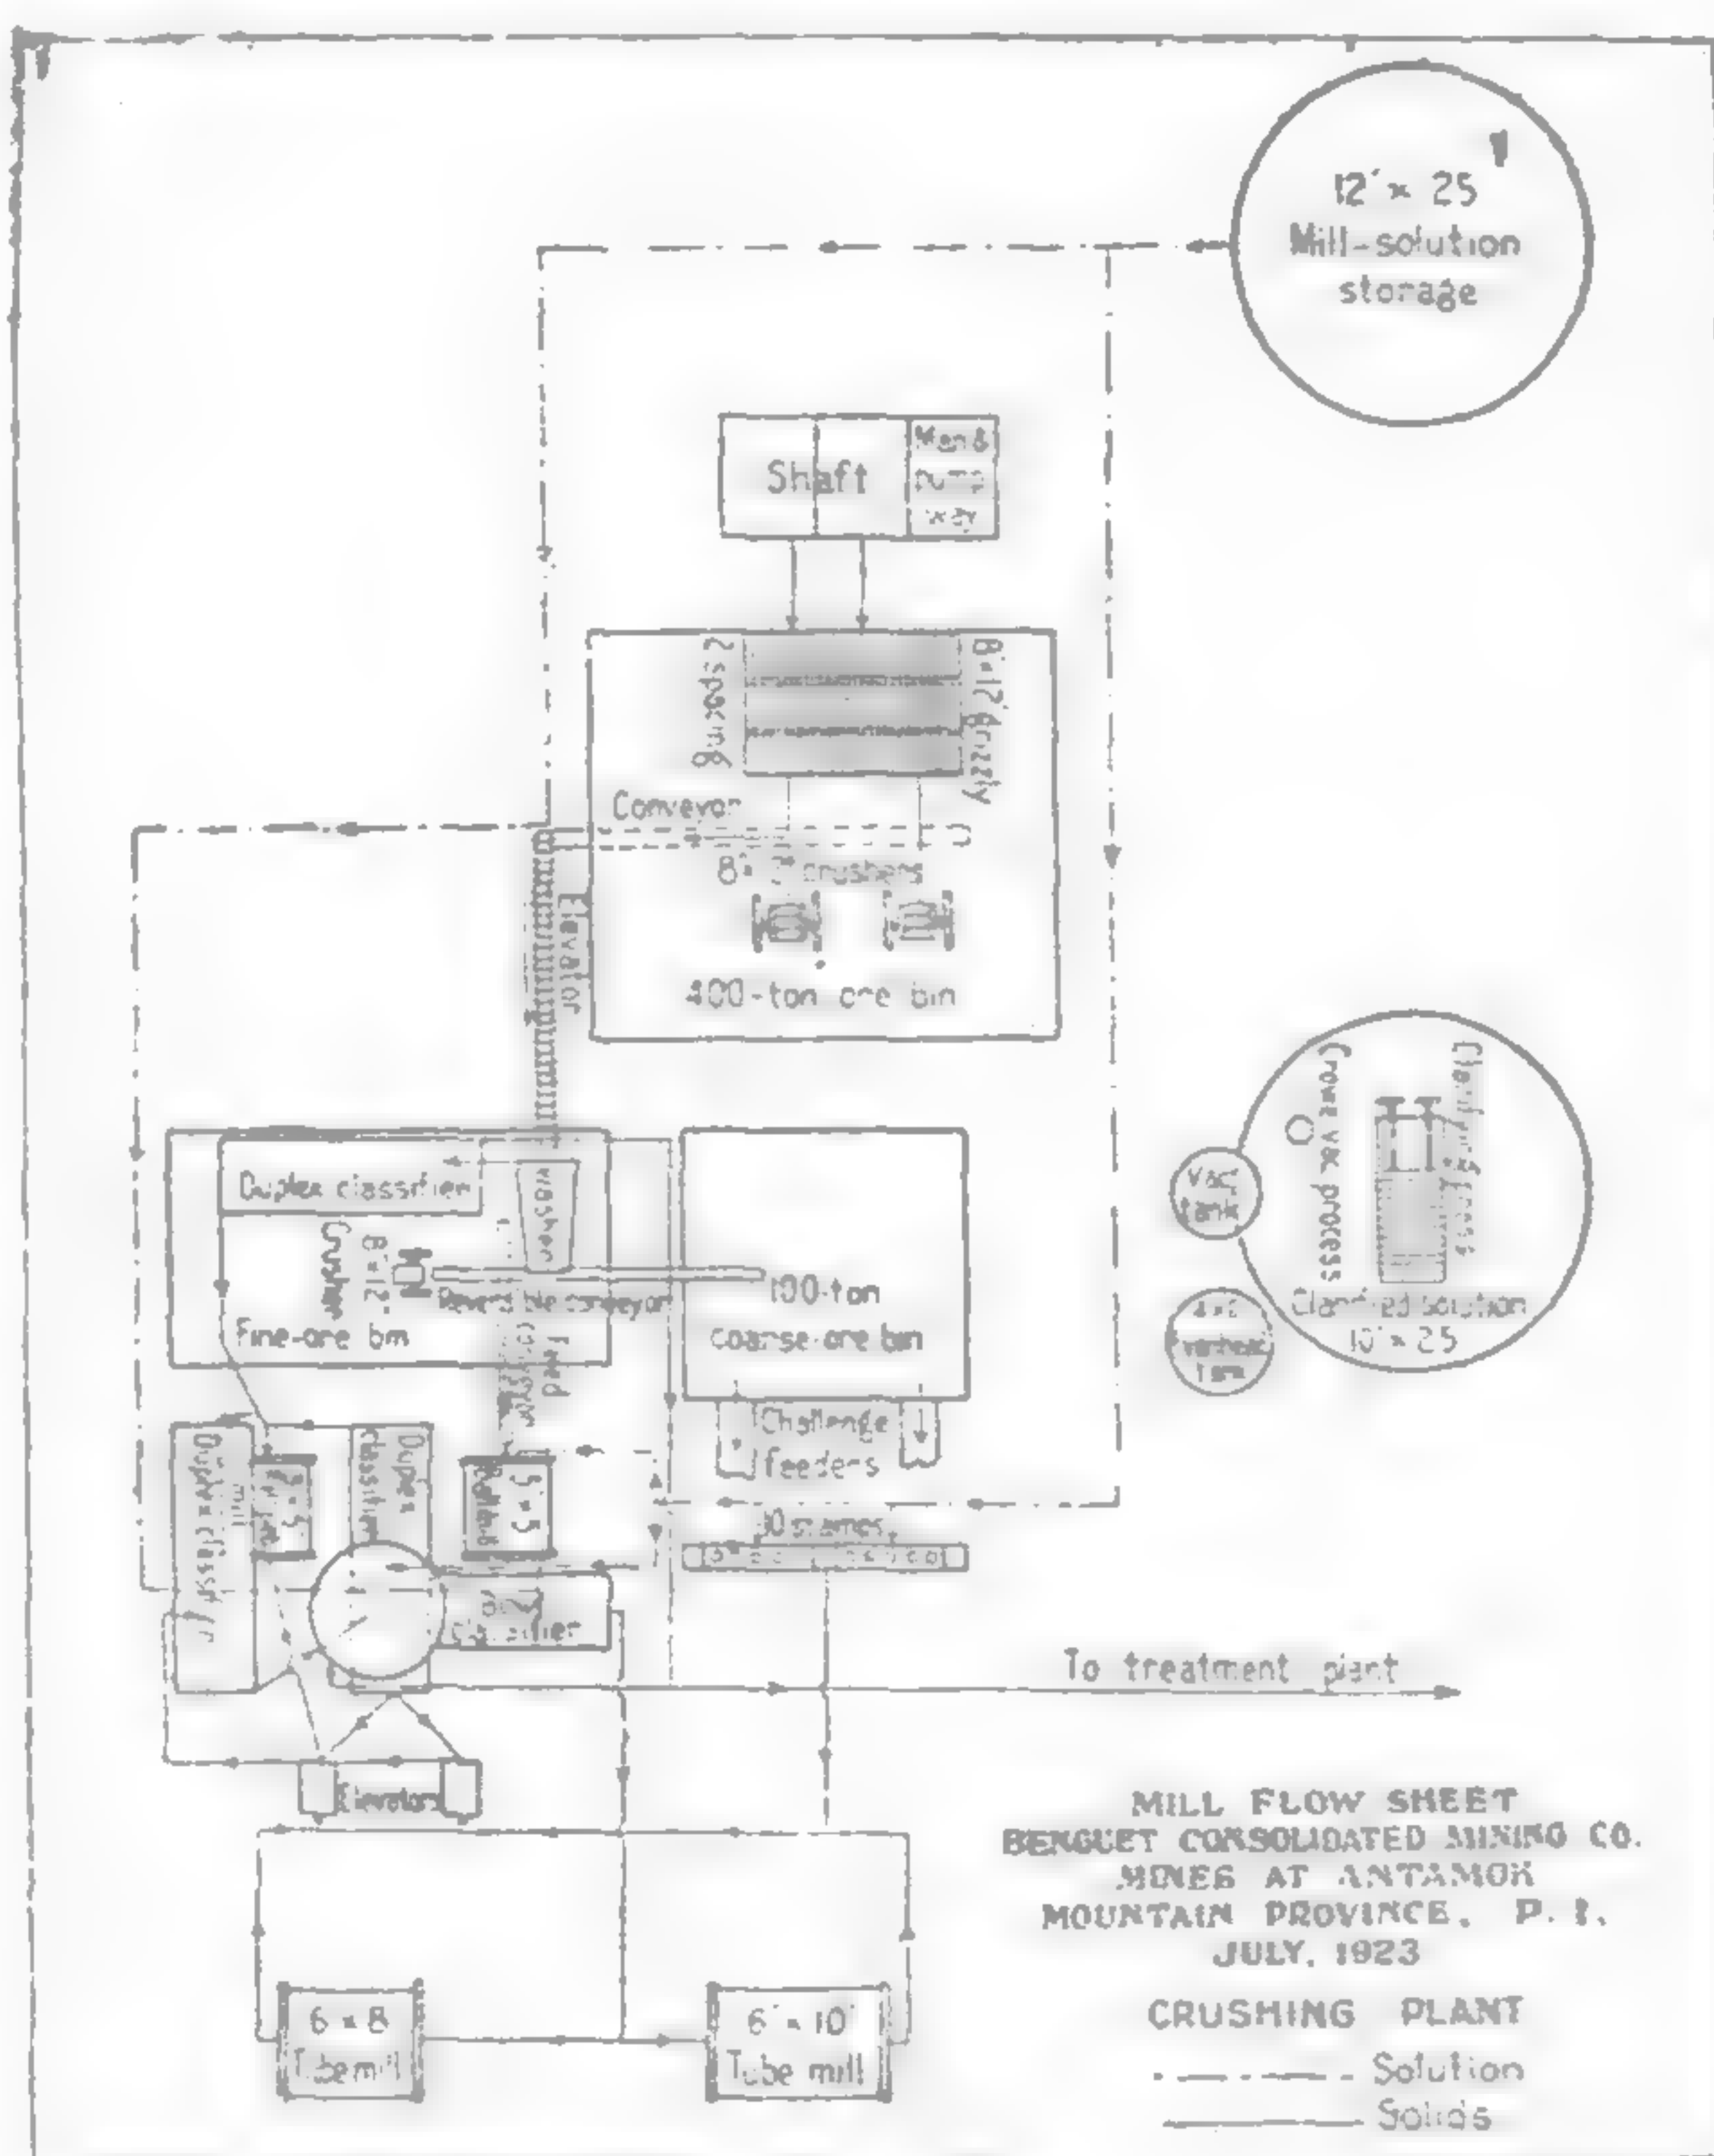 12' × 25
Mill-solution
storage
Shaft
Man &
pump
way
2 spacing
8'×12' grizzly
Conveyor
crushers
Elevator
400-ton ore bin
Duplex classifier
washer
Crusher
8"×12"
Reversible conveyor
Fine-ore bin
feed
conveyor
100-ton
coarse-ore bin
Crowe vac process
Clarifying press
Vac
tank
Clarified solution
10' × 25
tank
Challenge
feeders
Duplex classifier
mill
Duplex
classifier
5 × 5
10 stamps
classifier
To treatment plant
Elevators
MILL FLOW SHEET
BENGUET CONSOLIDATED MINING CO.
MINES AT ANTAMOK
MOUNTAIN PROVINCE, P. I.
JULY, 1923
6 × 8
Tube mill
6' × 10'
Tube mill
CRUSHING PLANT
Solution
Solids